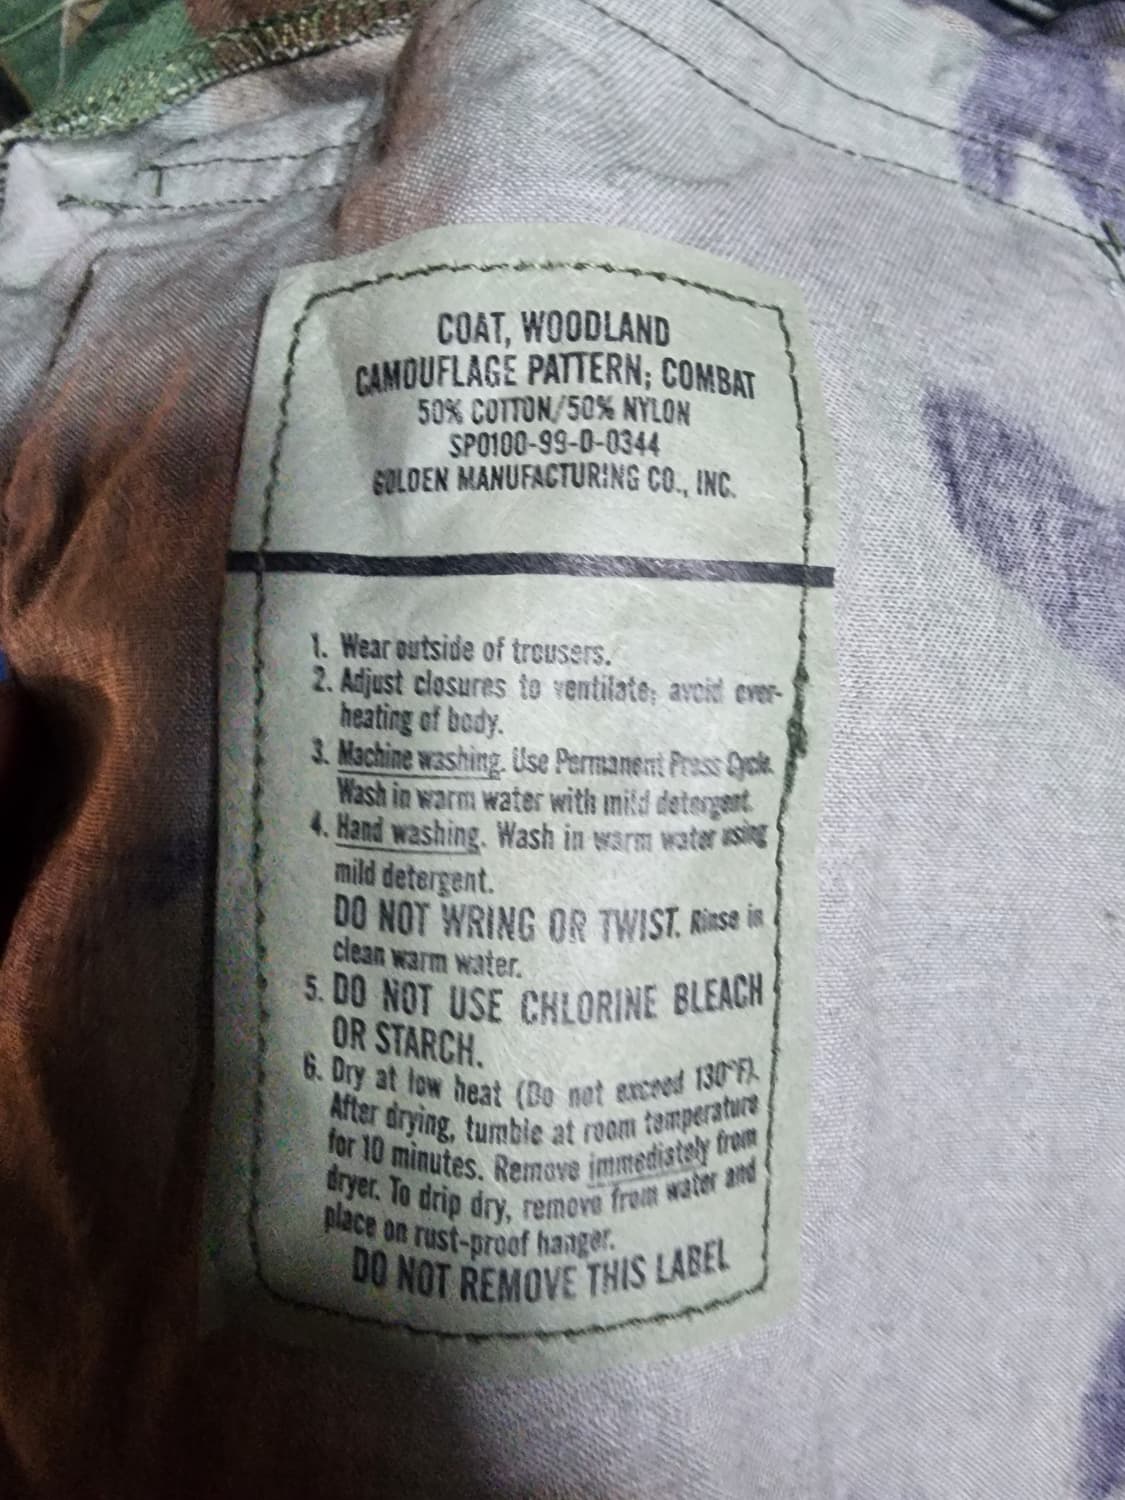 COAT, WOODLAND
CAMOUFLAGE PATTERN; COMBAT
50% COTTON/50% NYLON
SPO100-99-D-0344
GOLDEN MANUFACTURING CO., INC.
1. Wear outside of trousers.
2. Adjust closures to ventilate; avoid over-
heating of body.
3. Machine washing. Use Permanent Press Cycle.
Wash in warm water with mild detergent.
4. Hand washing. Wash in warm water using
mild detergent.
DO NOT WRING OR TWIST. Rinse in
clean warm water.
5. DO NOT USE CHLORINE BLEACH
OR STARCH.
6. Dry at low heat (Do not exceed 130°F).
After drying, tumble at room temperature
for 10 minutes. Remove immediately from
dryer. To drip dry, remove from water and
place on rust-proof hanger.
DO NOT REMOVE THIS LABEL